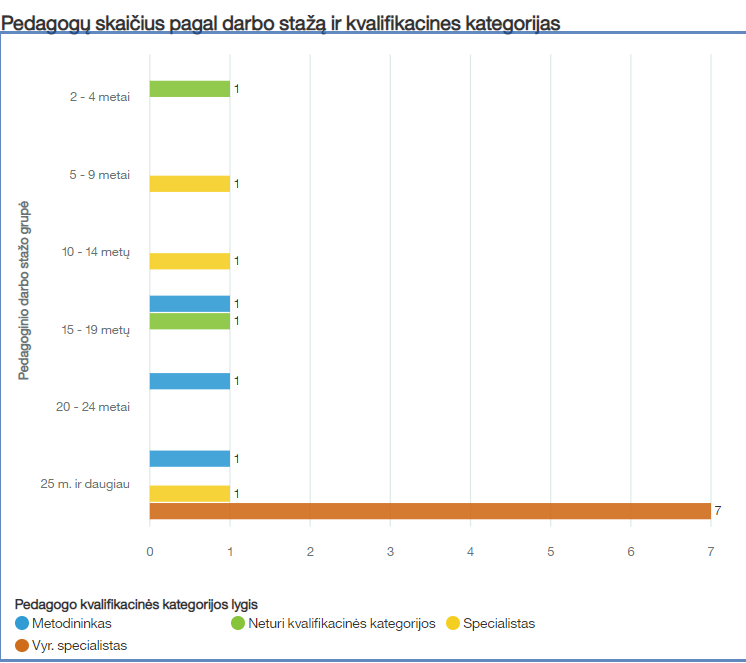 Pedagogų skaičius pagal darbo stažą ir kvalifikacines kategorijas
Pedagoginio darbo stažo grupė
2 - 4 metai
1
5 - 9 metai
1
10 - 14 metų
1
1
15 - 19 metų
1
1
20 - 24 metai
1
25 m. ir daugiau
1
7
0 1 2 3 4 5 6 7
Pedagogo kvalifikacinės kategorijos lygis
Metodininkas Neturi kvalifikacinės kategorijos Specialistas
Vyr. specialistas